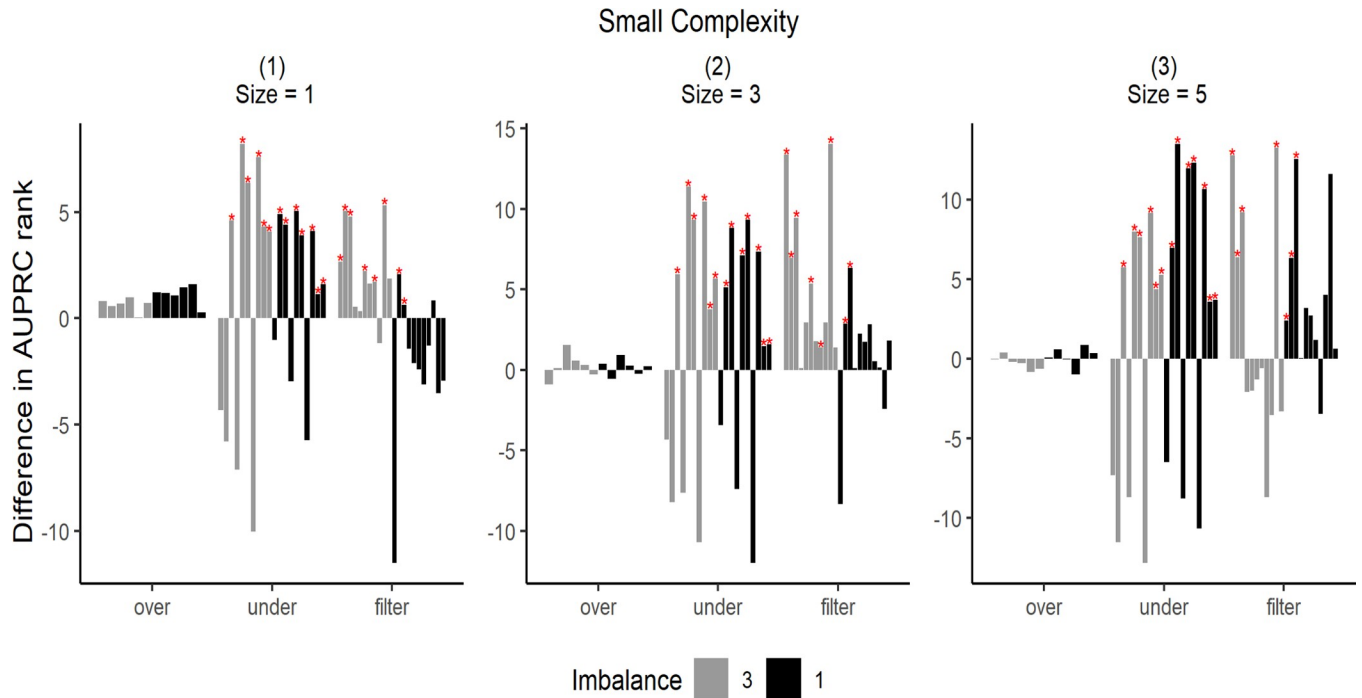 Small Complexity
(1)
Size = 1
(2)
Size = 3
(3)
Size = 5
Difference in AUPRC rank
5
0
-5
-10
over under filter
15
10
5
0
-5
-10
over under filter
10
5
0
-5
-10
over under filter
Imbalance 3 1